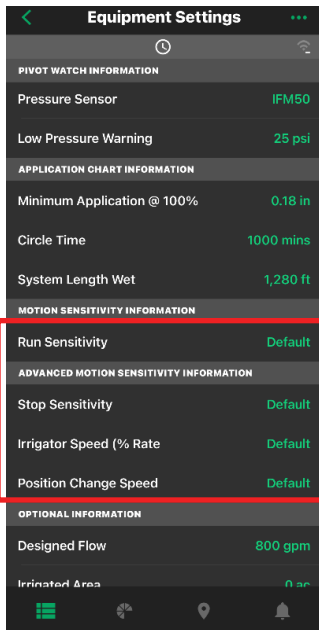 Equipment Settings
PIVOT WATCH INFORMATION
Pressure Sensor IFM50
Low Pressure Warning 25 psi
APPLICATION CHART INFORMATION
Minimum Application @ 100% 0.18 in
Circle Time 1000 mins
System Length Wet 1,280 ft
MOTION SENSITIVITY INFORMATION
Run Sensitivity Default
ADVANCED MOTION SENSITIVITY INFORMATION
Stop Sensitivity Default
Irrigator Speed (% Rate Default
Position Change Speed Default
OPTIONAL INFORMATION
Designed Flow 800 gpm
Irrigated Area 0 ac